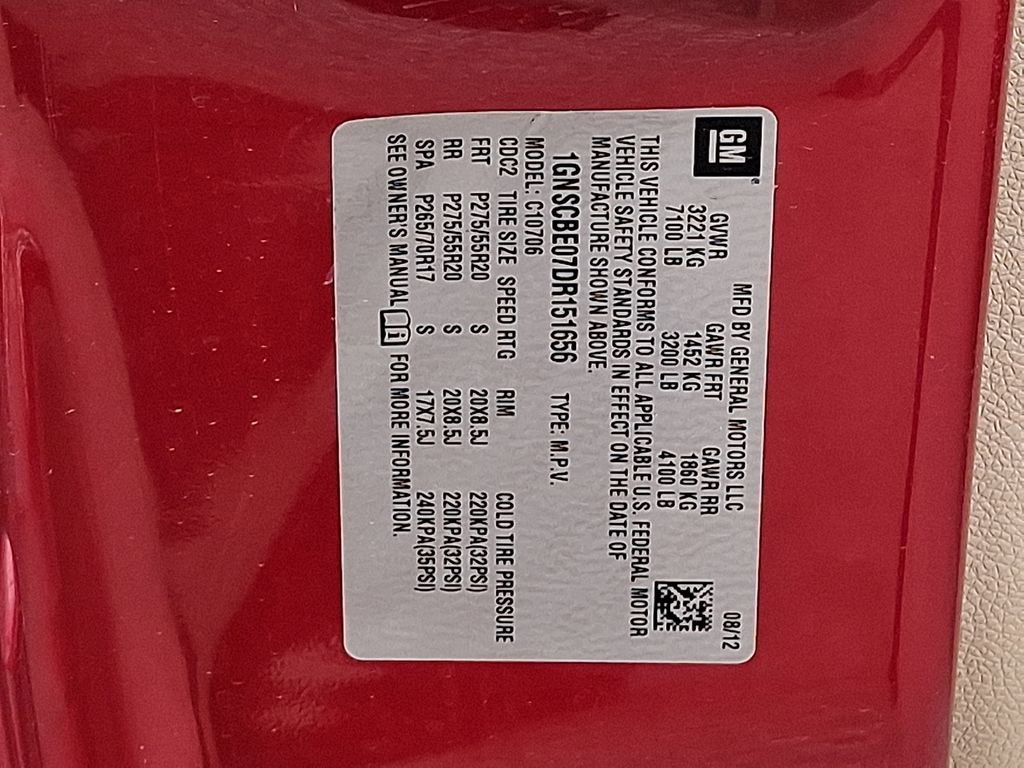 GM
MFD BY GENERAL MOTORS LLC 08/12
GVWR GAWR FRT GAWR RR
3221 KG 1452 KG 1860 KG
7100 LB 3200 LB 4100 LB
THIS VEHICLE CONFORMS TO ALL APPLICABLE U.S. FEDERAL MOTOR
VEHICLE SAFETY STANDARDS IN EFFECT ON THE DATE OF
MANUFACTURE SHOWN ABOVE.
1GNSCBE07DR151656 TYPE: M.P.V.
MODEL: C10706
CDC2 TIRE SIZE SPEED RTG RIM COLD TIRE PRESSURE
FRT P275/55R20 S 20X8.5J 220KPA(32PSI)
RR P275/55R20 S 20X8.5J 220KPA(32PSI)
SPA P265/70R17 S 17X7.5J 240KPA(35PSI)
SEE OWNER'S MANUAL i FOR MORE INFORMATION.